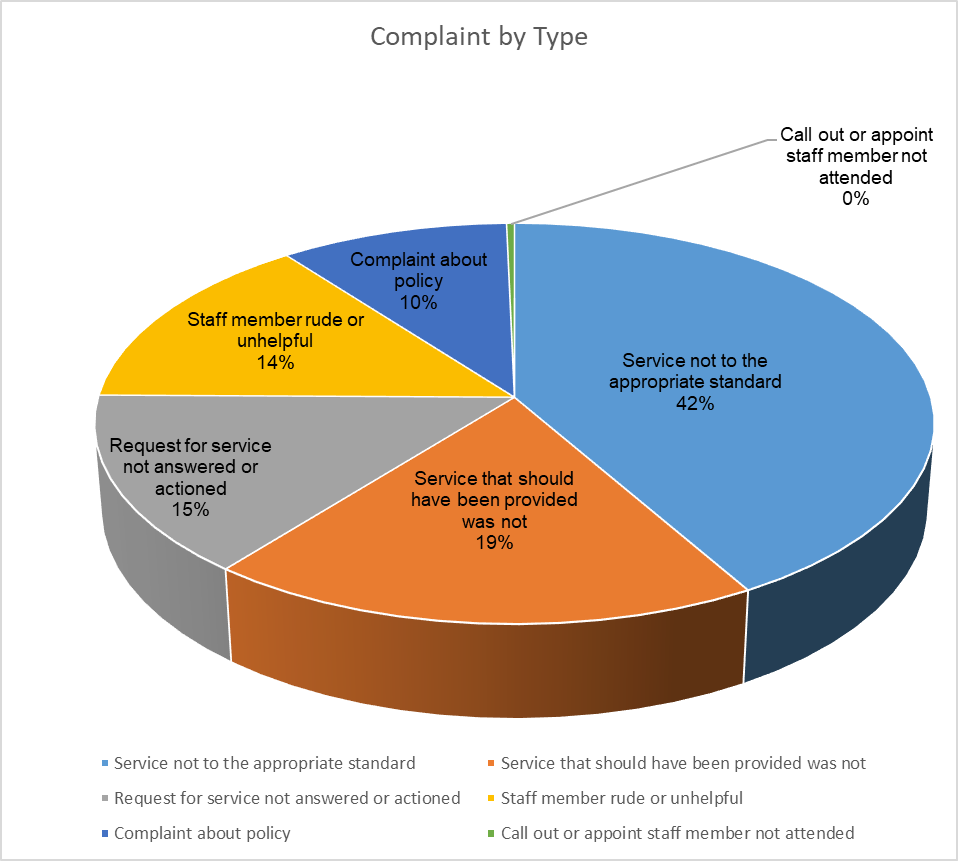 Complaint by Type
Call out or appoint
staff member not
attended
0%
Complaint about
policy
10%
Staff member rude or
unhelpful
14%
Service not to the
appropriate standard
42%
Request for service
not answered or
actioned
15%
Service that should
have been provided
was not
19%
Service not to the appropriate standard
Service that should have been provided was not
Request for service not answered or actioned
Staff member rude or unhelpful
Complaint about policy
Call out or appoint staff member not attended